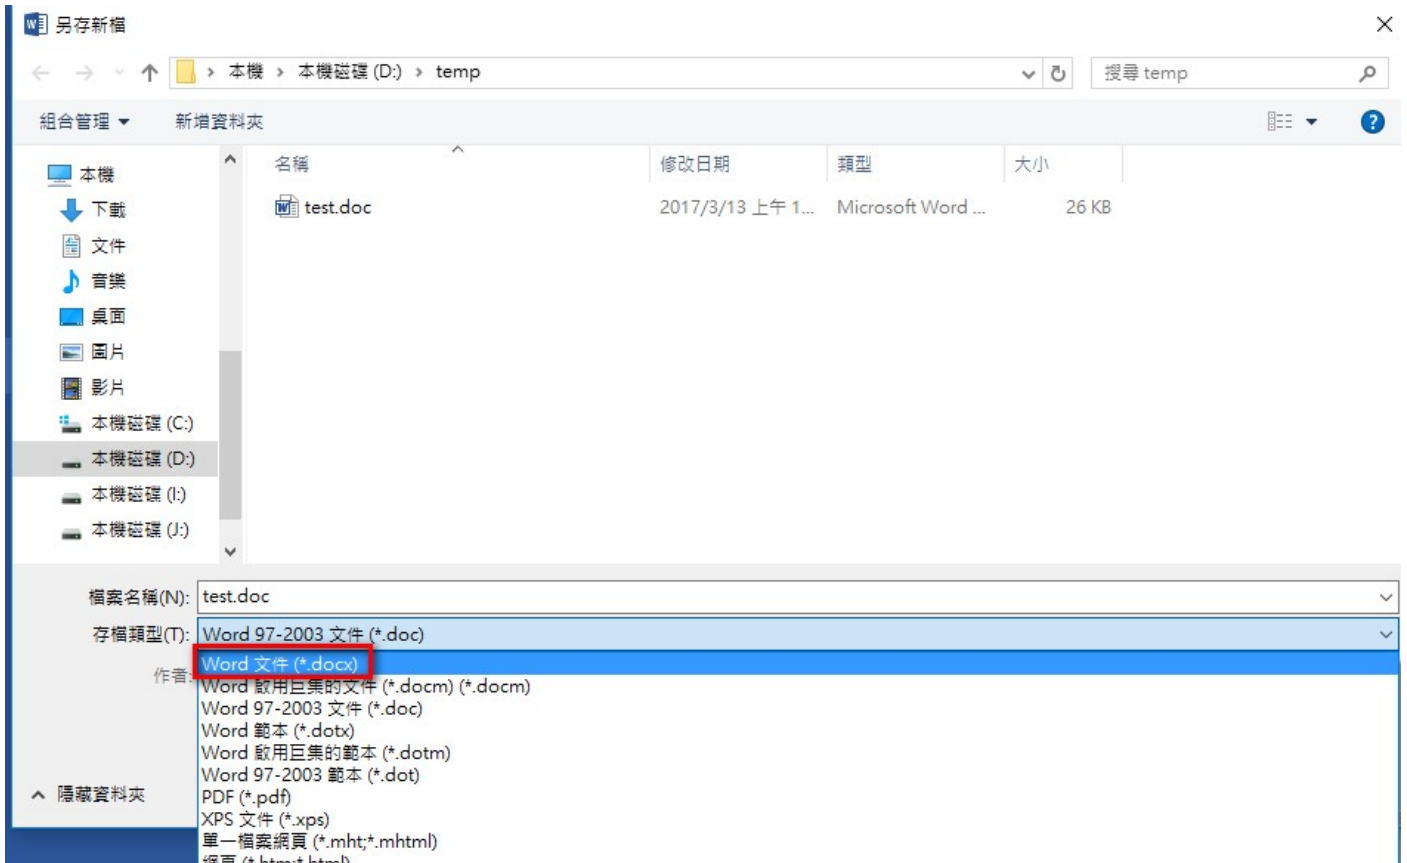 另存新檔
本機 › 本機磁碟 (D:) › temp
搜尋 temp
組合管理
新增資料夾
名稱
修改日期
類型
大小
test.doc
2017/3/13 上午 1...
Microsoft Word ...
26 KB
本機
下載
文件
音樂
桌面
圖片
影片
本機磁碟 (C:)
本機磁碟 (D:)
本機磁碟 (I:)
本機磁碟 (J:)
檔案名稱(N): test.doc
存檔類型(T): Word 97-2003 文件 (*.doc)
作者:
Word 文件 (*.docx)
Word 啟用巨集的文件 (*.docm) (*.docm)
Word 97-2003 文件 (*.doc)
Word 範本 (*.dotx)
Word 啟用巨集的範本 (*.dotm)
Word 97-2003 範本 (*.dot)
PDF (*.pdf)
XPS 文件 (*.xps)
單一檔案網頁 (*.mht;*.mhtml)
網頁 (*.htm;*.html)
隱藏資料夾